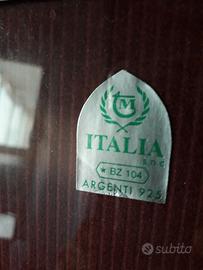 ITALIA
s.n.c.
★ BZ 104
ARGENTI 925
subito